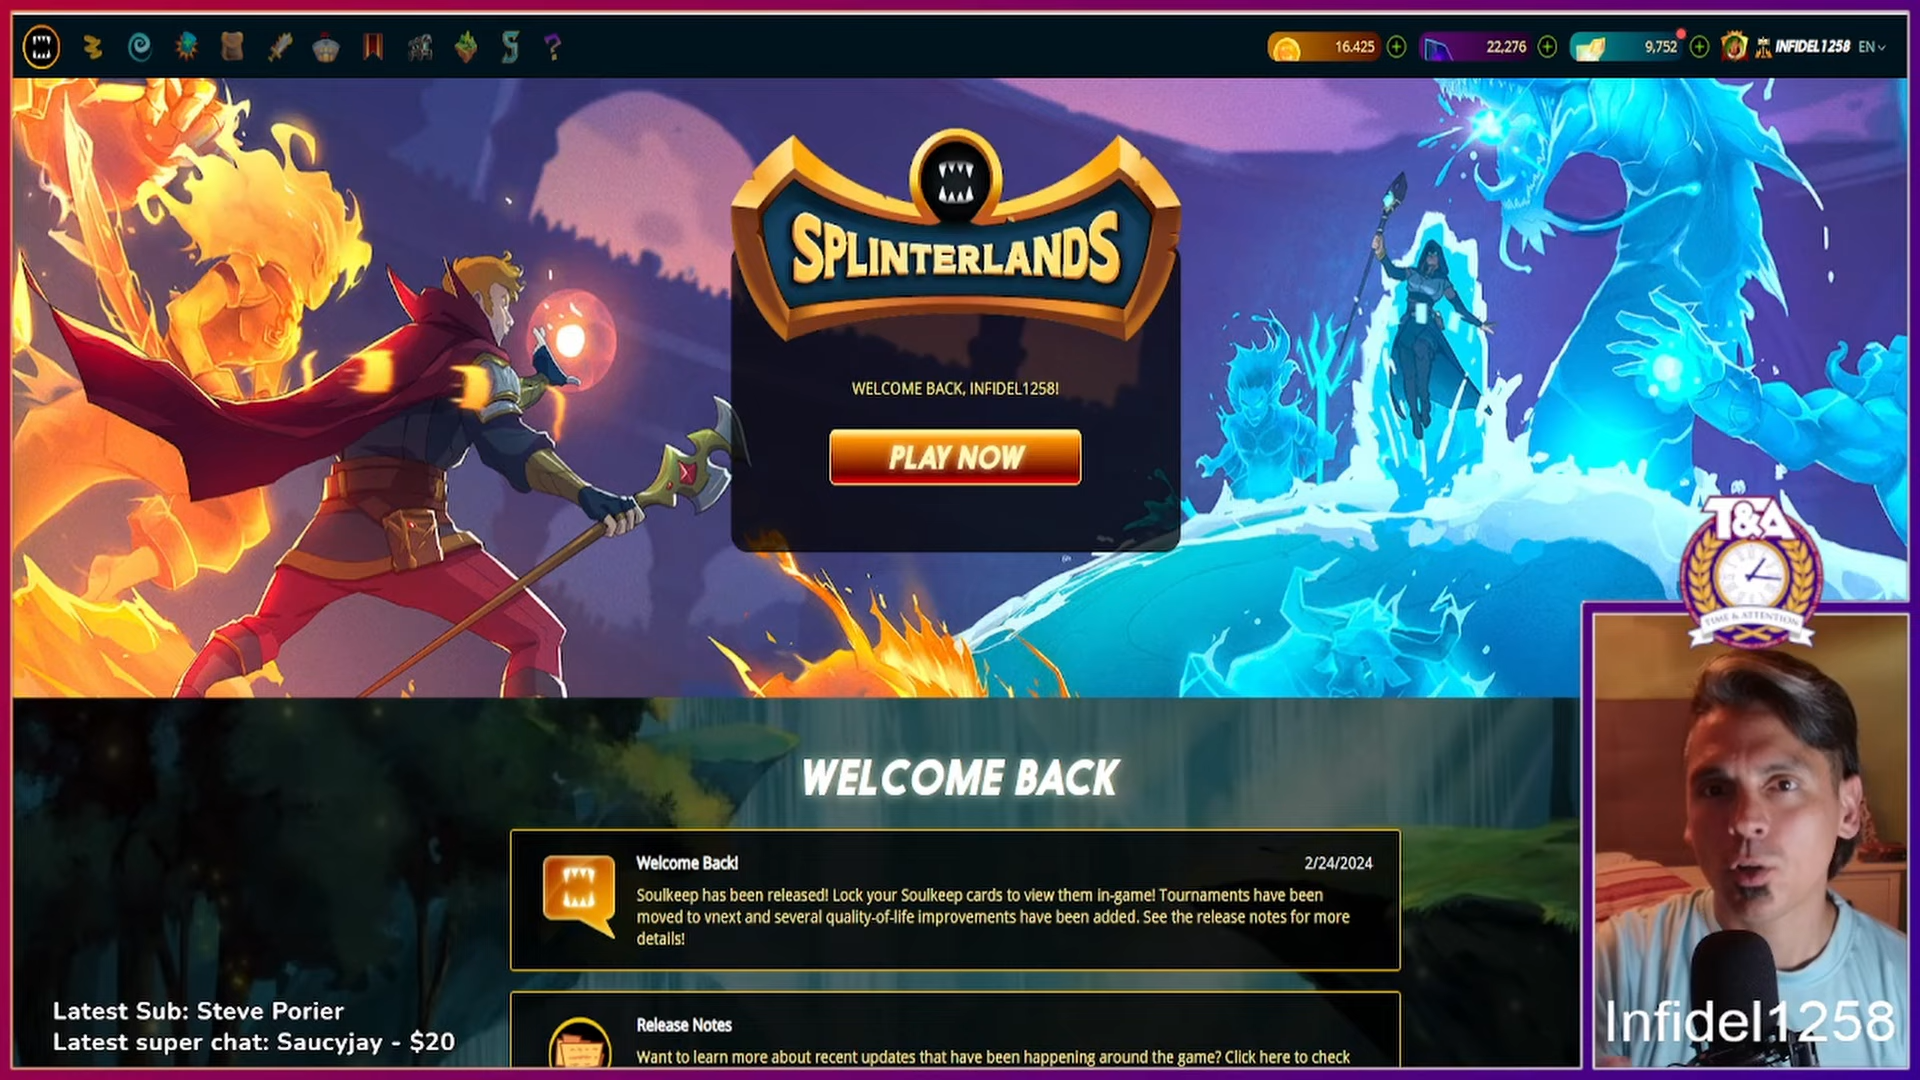 16.425
22,276
9,752
INFIDEL1258
EN
SPLINTERLANDS
WELCOME BACK, INFIDEL1258!
PLAY NOW
T&A
TIME & ATTENTION
WELCOME BACK
Welcome Back!
2/24/2024
Soulkeep has been released! Lock your Soulkeep cards to view them in-game! Tournaments have been
moved to vnext and several quality-of-life improvements have been added. See the release notes for more
details!
Release Notes
Want to learn more about recent updates that have been happening around the game? Click here to check
Latest Sub: Steve Porier
Latest super chat: Saucyjay - $20
Infidel1258